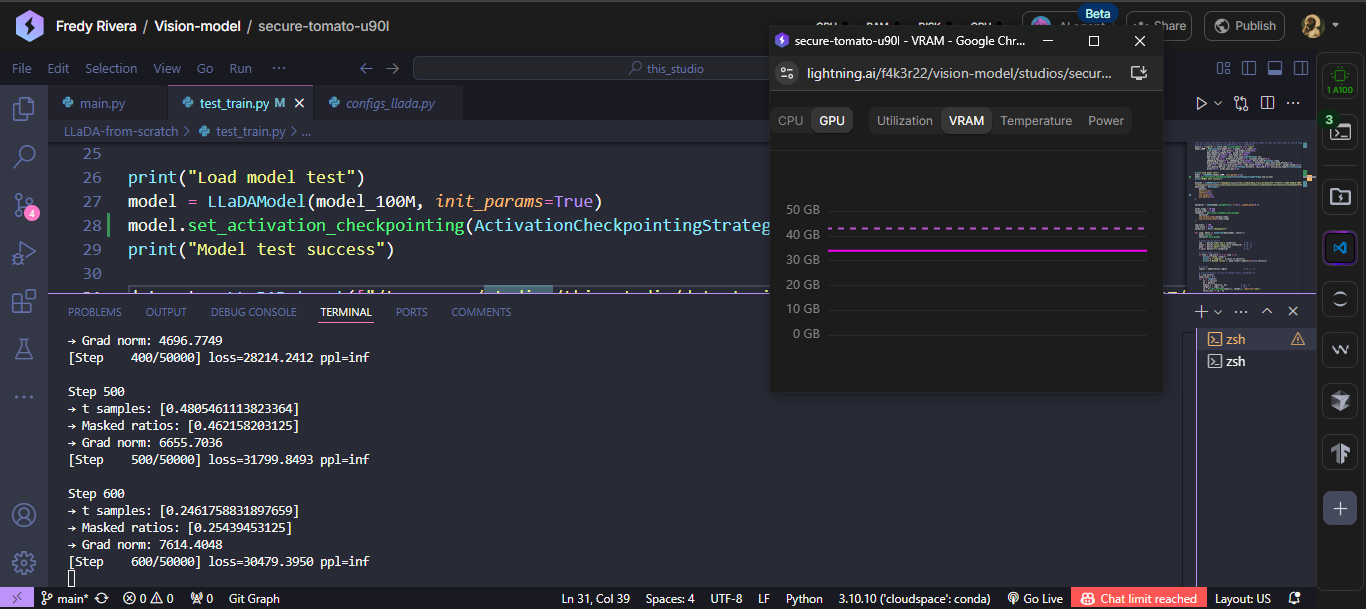 Fredy Rivera / Vision-model / secure-tomato-u90l
Beta
Share
Publish
File Edit Selection View Go Run ···
this_studio
secure-tomato-u90l - VRAM - Google Chr...
lightning.ai/f4k3r22/vision-model/studios/secur...
CPU GPU Utilization VRAM Temperature Power
50 GB
40 GB
30 GB
20 GB
10 GB
0 GB
main.py test_train.py M configs_llada.py
LLaDA-from-scratch > test_train.py > ...
25
26 print("Load model test")
27 model = LLaDAModel(model_100M, init_params=True)
28 model.set_activation_checkpointing(ActivationCheckpointingStrateg
29 print("Model test success")
30
PROBLEMS OUTPUT DEBUG CONSOLE TERMINAL PORTS COMMENTS
→ Grad norm: 4696.7749
[Step 400/50000] loss=28214.2412 ppl=inf
Step 500
→ t samples: [0.4805461113823364]
→ Masked ratios: [0.462158203125]
→ Grad norm: 6655.7036
[Step 500/50000] loss=31799.8493 ppl=inf
Step 600
→ t samples: [0.2461758831897659]
→ Masked ratios: [0.25439453125]
→ Grad norm: 7614.4048
[Step 600/50000] loss=30479.3950 ppl=inf
zsh
zsh
1 A100
3
4
main* 0 0 0 Git Graph
Ln 31, Col 39 Spaces: 4 UTF-8 LF Python 3.10.10 ('cloudspace': conda) Go Live Chat limit reached Layout: US